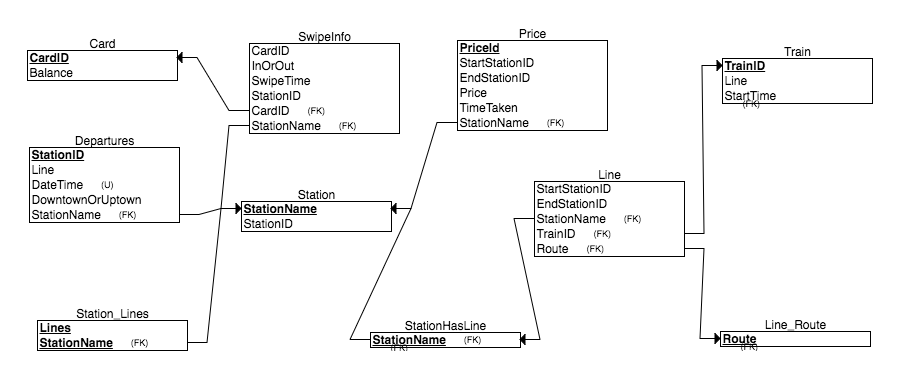 Card
CardID
Balance
SwipeInfo
CardID
InOrOut
SwipeTime
StationID
CardID (FK)
StationName (FK)
Price
PriceId
StartStationID
EndStationID
Price
TimeTaken
StationName (FK)
Train
TrainID
Line
StartTime
(FK)
Departures
StationID
Line
DateTime (U)
DowntownOrUptown
StationName (FK)
Station
StationName
StationID
Line
StartStationID
EndStationID
StationName (FK)
TrainID (FK)
Route (FK)
Station_Lines
Lines
StationName (FK)
StationHasLine
StationName (FK)
(FK)
Line_Route
Route
(FK)